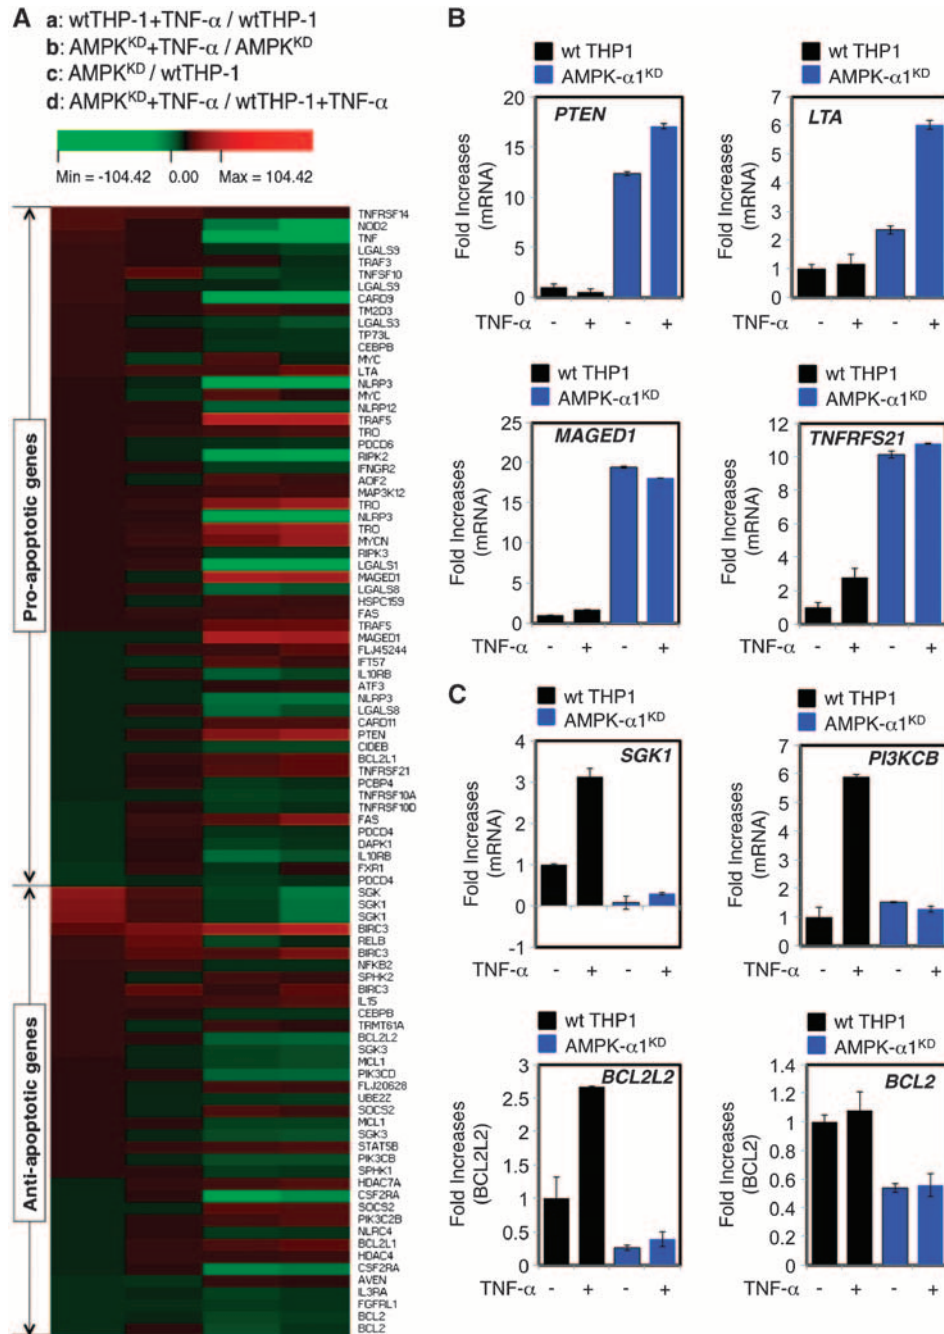 A
a: wtTHP-1+TNF-α / wtTHP-1
b: AMPKKD+TNF-α / AMPKKD
c: AMPKKD / wtTHP-1
d: AMPKKD+TNF-α / wtTHP-1+TNF-α
Min = -104.42 0.00 Max = 104.42
Pro-apoptotic genes
TNFRSF14
NOD2
TNF
LGALS9
TRAF3
TNFSF10
LGALS9
CARD9
TM2D3
LGALS3
TP73L
CEBPB
MYC
LTA
NLRP3
MYC
NLRP12
TRAF5
TRO
PDCD6
RIPK2
IFNGR2
AOF2
MAP3K12
TRO
NLRP3
TRO
MYCN
RIPK3
LGALS1
MAGED1
LGALS8
HSPC159
FAS
TRAF5
MAGED1
FLJ45244
IFT57
IL10RB
ATF3
NLRP3
LGALS8
CARD11
PTEN
CIDEB
BCL2L1
TNFRSF21
PCBP4
TNFRSF10A
TNFRSF10D
FAS
PDCD4
DAPK1
IL10RB
FXR1
PDCD4
Anti-apoptotic genes
SGK
SGK1
SGK1
BIRC3
RELB
BIRC3
NFKB2
SPHK2
BIRC3
IL15
CEBPB
TRMT61A
BCL2L2
SGK3
MCL1
PIK3CD
FLJ20628
UBE2Z
SOCS2
MCL1
SGK3
STAT5B
PIK3CB
SPHK1
HDAC7A
CSF2RA
SOCS2
PIK3C2B
NLRC4
BCL2L1
HDAC4
CSF2RA
AVEN
IL3RA
FGFRL1
BCL2
BCL2
B
wt THP1
AMPK-α1KD
PTEN
Fold Increases
(mRNA)
20
15
10
5
0
TNF-α - + - +
wt THP1
AMPK-α1KD
LTA
Fold Increases
(mRNA)
7
6
5
4
3
2
1
0
TNF-α - + - +
wt THP1
AMPK-α1KD
MAGED1
Fold Increases
(mRNA)
25
20
15
10
5
0
TNF-α - + - +
wt THP1
AMPK-α1KD
TNFRFS21
Fold Increases
(mRNA)
12
10
8
6
4
2
0
TNF-α - + - +
C
wt THP1
AMPK-α1KD
SGK1
Fold Increases
(mRNA)
4
3
2
1
0
-1
TNF-α - + - +
wt THP1
AMPK-α1KD
PI3KCB
Fold Increases
(mRNA)
7
6
5
4
3
2
1
0
TNF-α - + - +
wt THP1
AMPK-α1KD
BCL2L2
Fold Increases
(BCL2L2)
3
2.5
2
1
0.5
0
TNF-α - + - +
wt THP1
AMPK-α1KD
BCL2
Fold Increases
(BCL2)
1.4
1.2
1.0
0.8
0.6
0.4
0.2
0
TNF-α - + - +